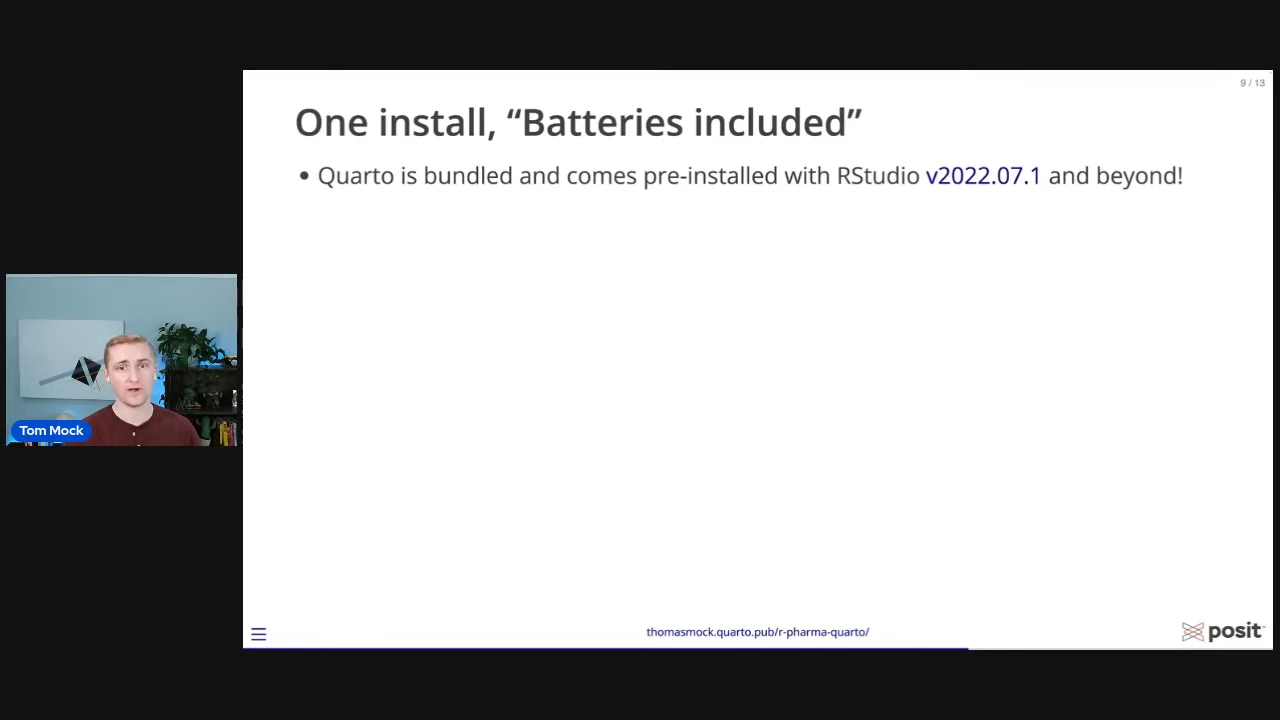 9 / 13
One install, “Batteries included”
• Quarto is bundled and comes pre-installed with RStudio v2022.07.1 and beyond!
Tom Mock
thomasmock.quarto.pub/r-pharma-quarto/
posit™